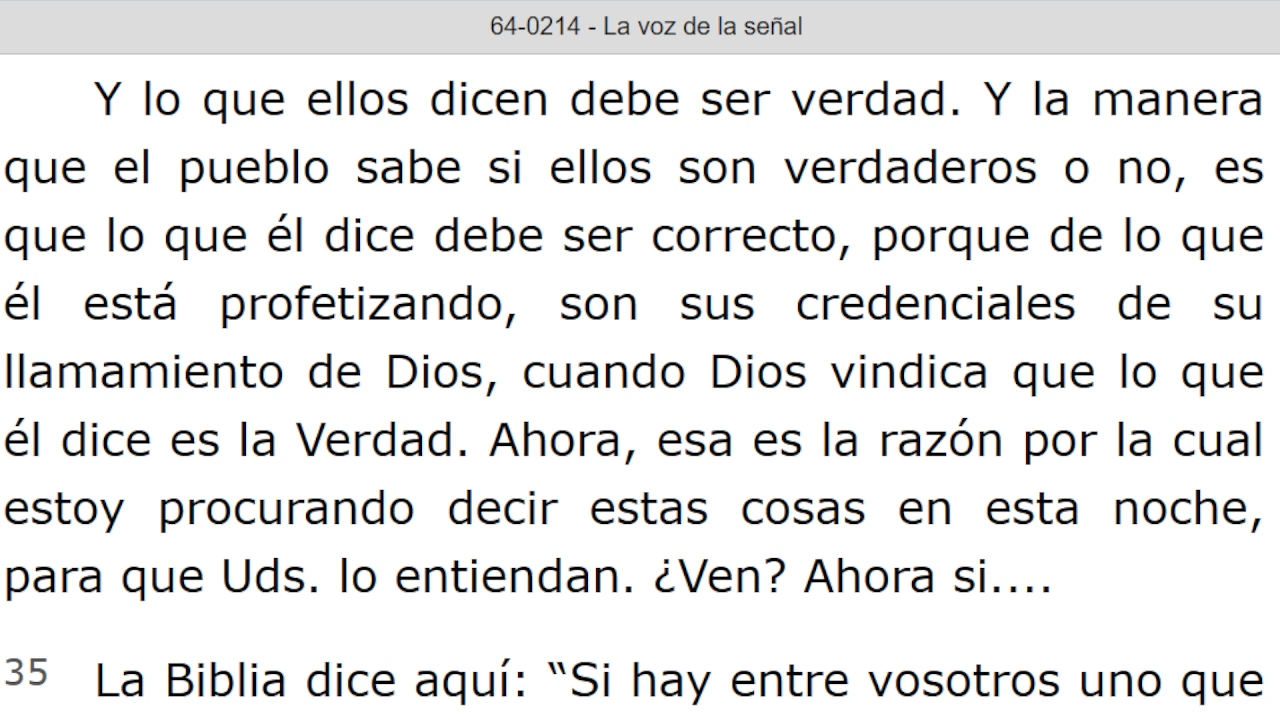 64-0214 - La voz de la señal
Y lo que ellos dicen debe ser verdad. Y la manera
que el pueblo sabe si ellos son verdaderos o no, es
que lo que él dice debe ser correcto, porque de lo que
él está profetizando, son sus credenciales de su
llamamiento de Dios, cuando Dios vindica que lo que
él dice es la Verdad. Ahora, esa es la razón por la cual
estoy procurando decir estas cosas en esta noche,
para que Uds. lo entiendan. ¿Ven? Ahora si....
35 La Biblia dice aquí: “Si hay entre vosotros uno que